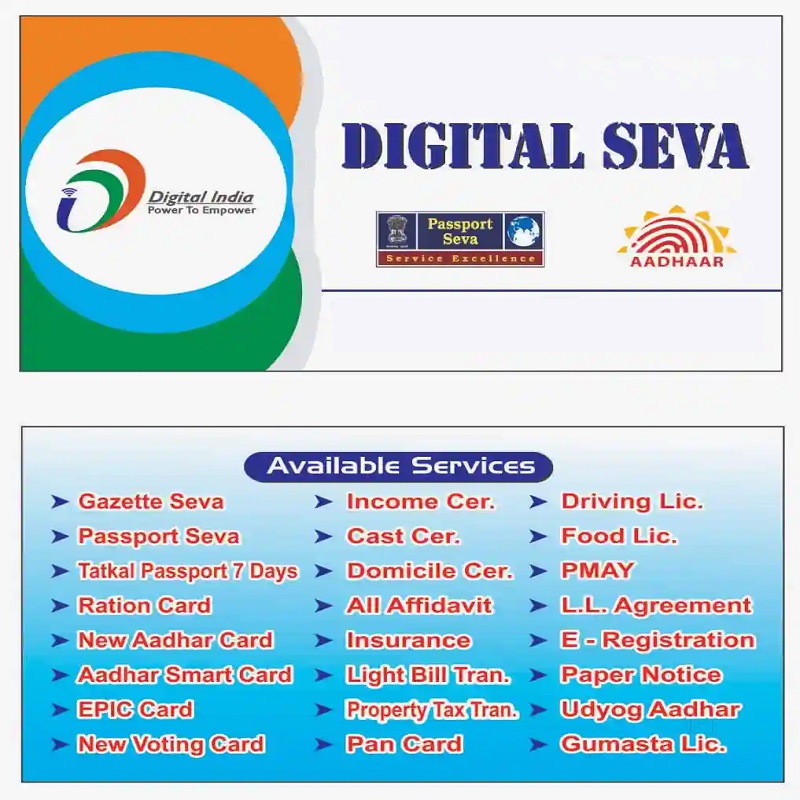 DIGITAL SEVA
Digital India
Power To Empower
Passport
Seva
Service Excellence
AADHAAR
Available Services
Gazette Seva
Passport Seva
Tatkal Passport 7 Days
Ration Card
New Aadhar Card
Aadhar Smart Card
EPIC Card
New Voting Card
Income Cer.
Cast Cer.
Domicile Cer.
All Affidavit
Insurance
Light Bill Tran.
Property Tax Tran.
Pan Card
Driving Lic.
Food Lic.
PMAY
L.L. Agreement
E - Registration
Paper Notice
Udyog Aadhar
Gumasta Lic.